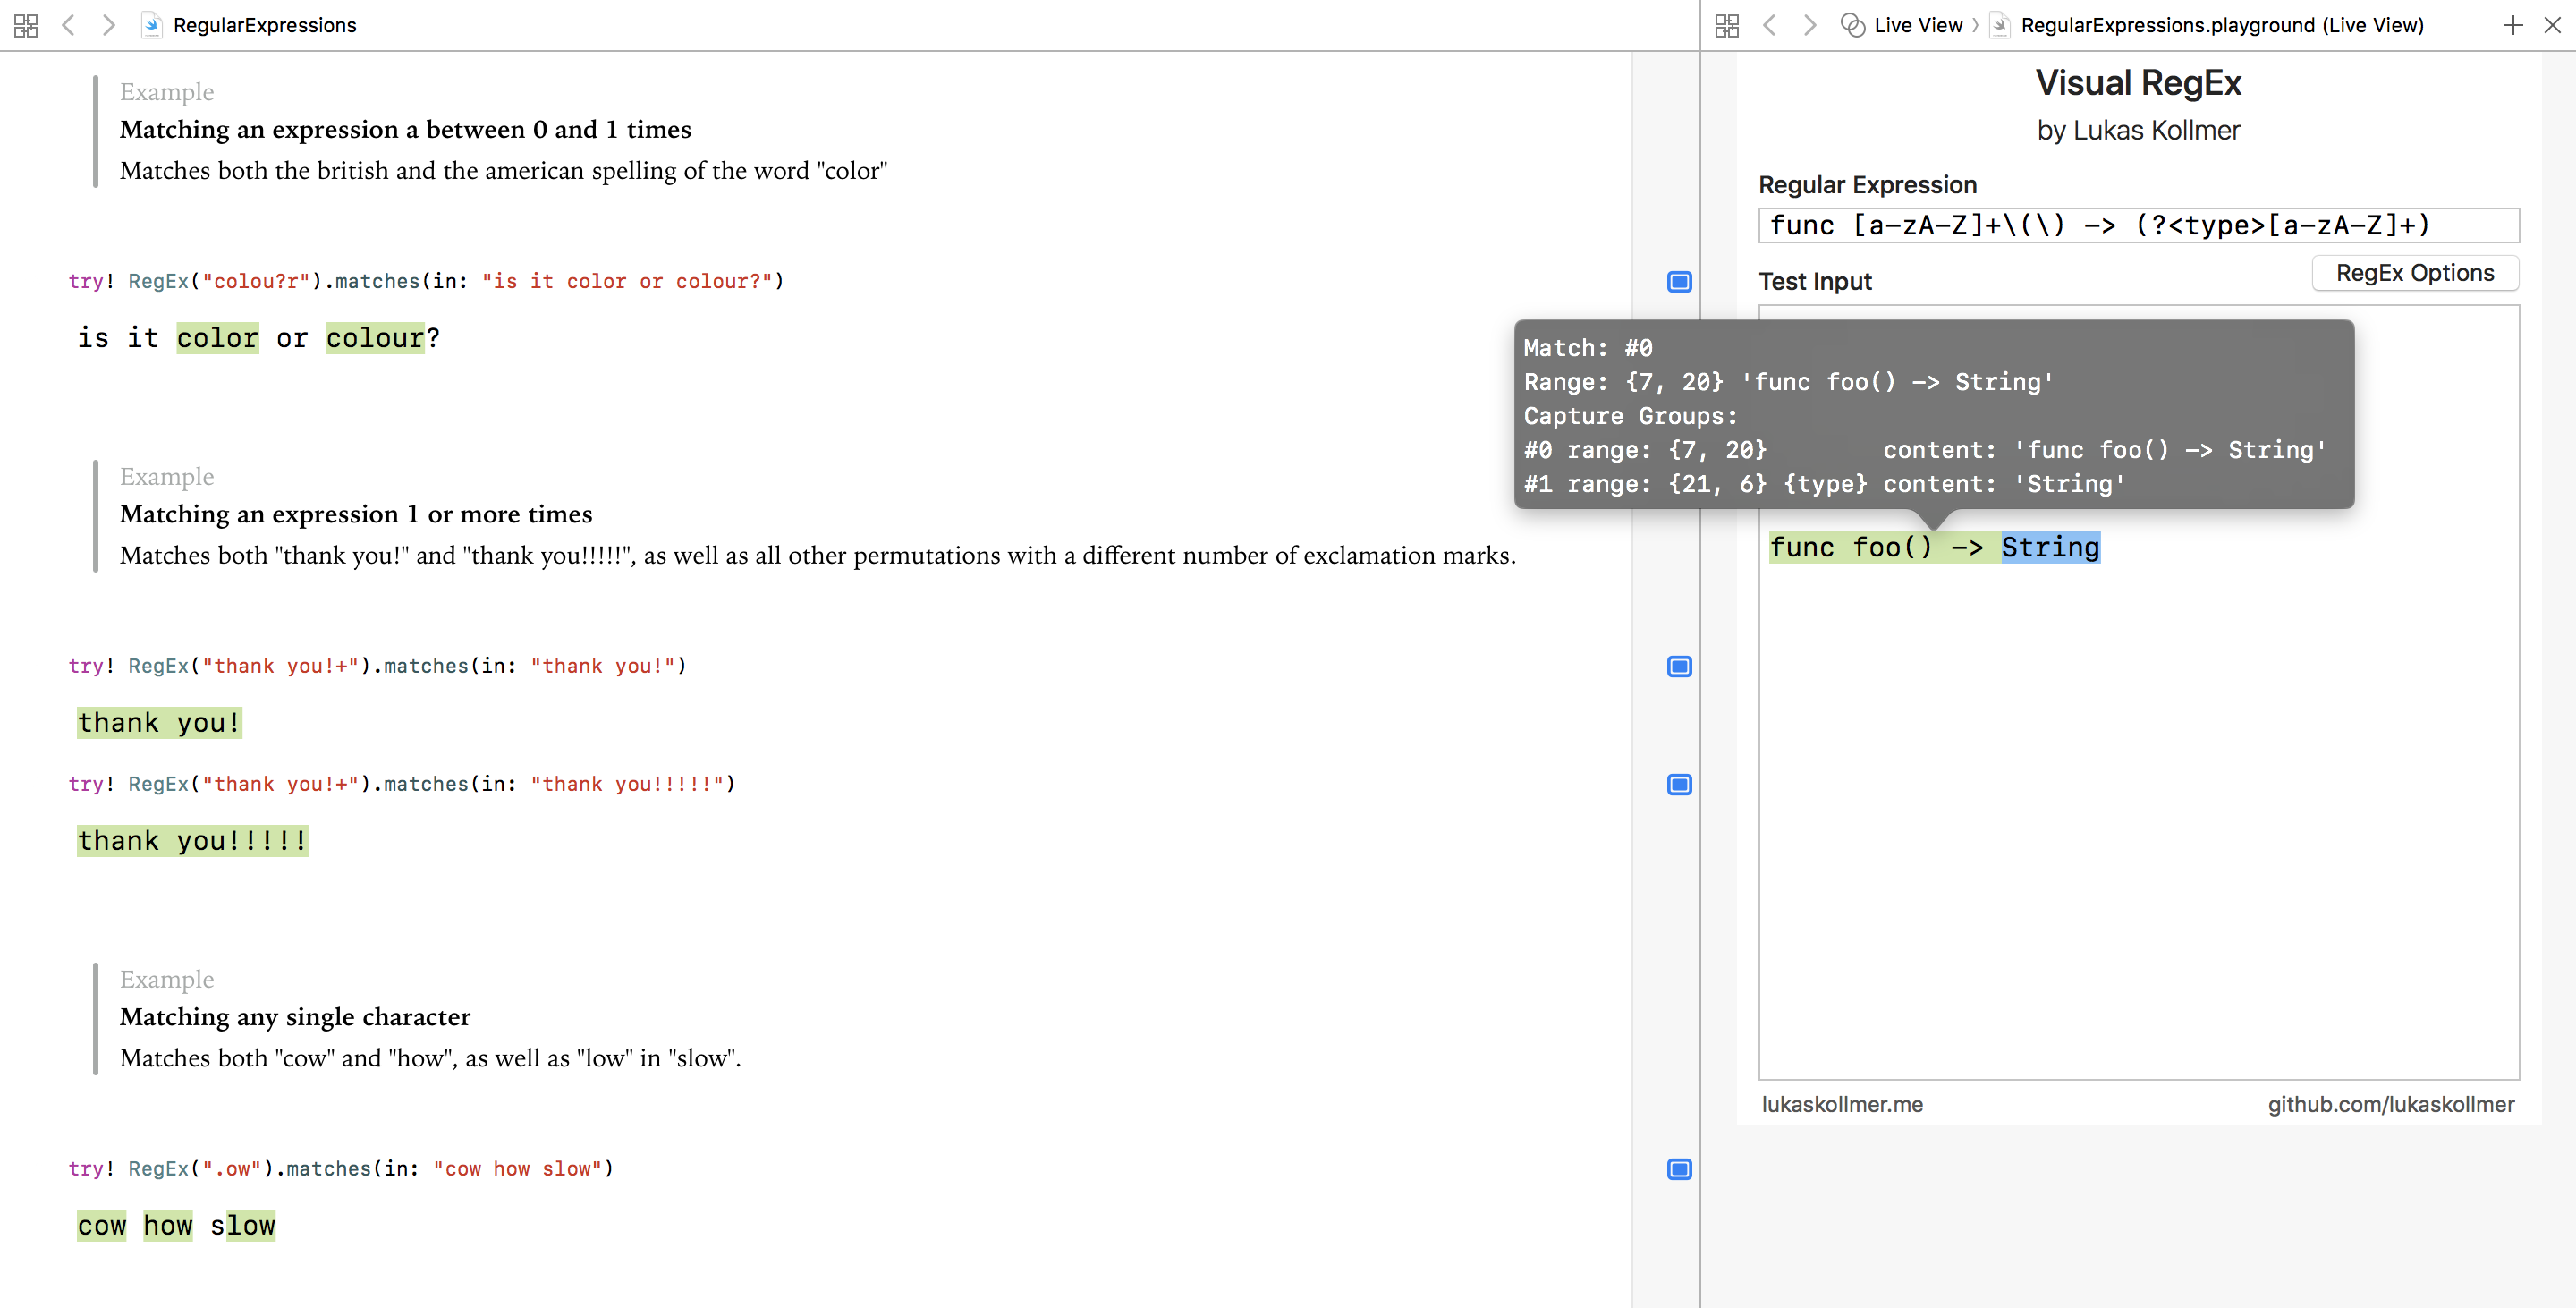 RegularExpressions
Example
Matching an expression a between 0 and 1 times
Matches both the british and the american spelling of the word "color"
try! RegEx("colou?r").matches(in: "is it color or colour?")
is it color or colour?
Example
Matching an expression 1 or more times
Matches both "thank you!" and "thank you!!!!!", as well as all other permutations with a different number of exclamation marks.
try! RegEx("thank you!+").matches(in: "thank you!")
thank you!
try! RegEx("thank you!+").matches(in: "thank you!!!!!")
thank you!!!!!
Example
Matching any single character
Matches both "cow" and "how", as well as "low" in "slow".
try! RegEx(".ow").matches(in: "cow how slow")
cow how slow
Live View 〉 RegularExpressions.playground (Live View)
Visual RegEx
by Lukas Kollmer
Regular Expression
func [a-zA-Z]+\(\) -> (?<type>[a-zA-Z]+)
RegEx Options
Test Input
Match: #0
Range: {7, 20} 'func foo() -> String'
Capture Groups:
#0 range: {7, 20}        content: 'func foo() -> String'
#1 range: {21, 6} {type} content: 'String'
func foo() -> String
lukaskollmer.me
github.com/lukaskollmer